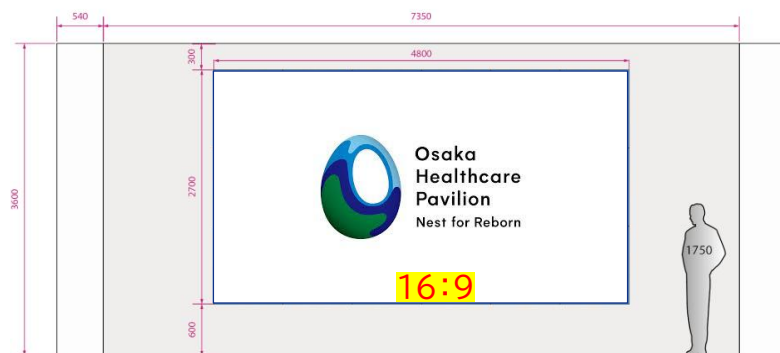 540
7350
300
4800
Osaka
Healthcare
Pavilion
Nest for Reborn
2700
3600
1750
16:9
600